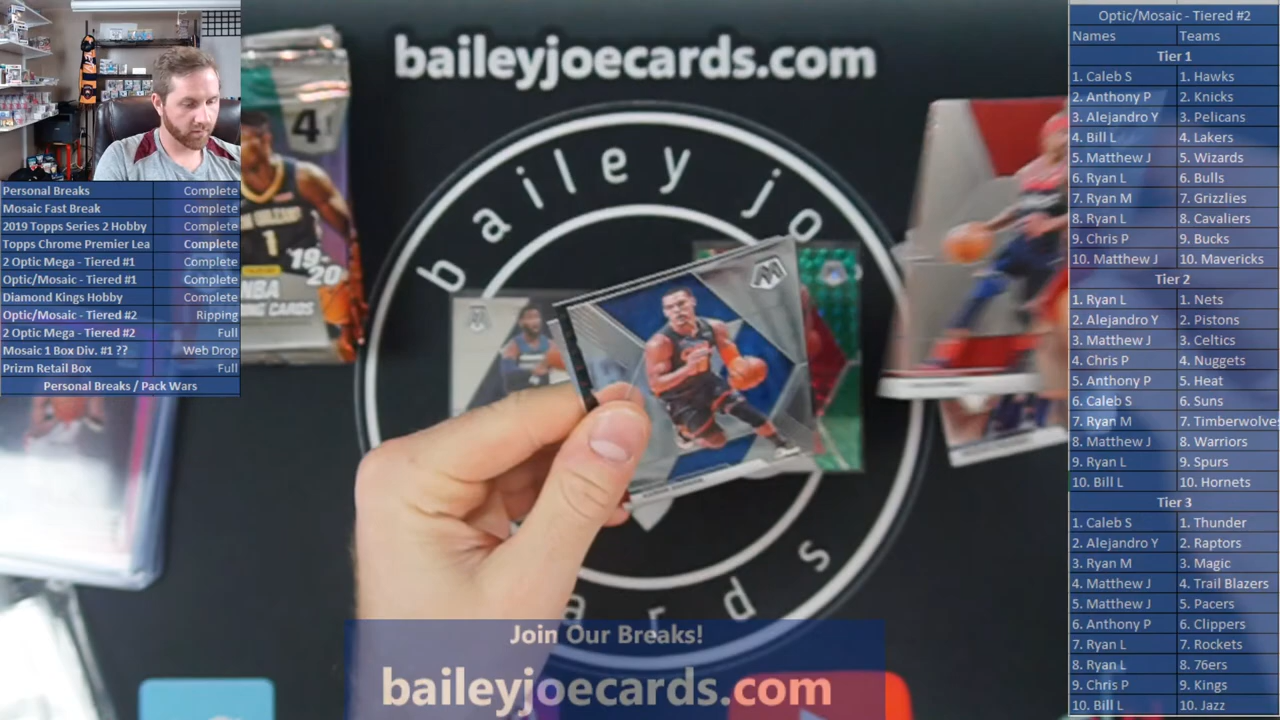 baileyjoecards.com
bailey jo
ards
4
1
19-20
NBA
Join Our Breaks!
baileyjoecards.com
Personal Breaks Complete
Mosaic Fast Break Complete
2019 Topps Series 2 Hobby Complete
Topps Chrome Premier Lea Complete
2 Optic Mega - Tiered #1 Complete
Optic/Mosaic - Tiered #1 Complete
Diamond Kings Hobby Complete
Optic/Mosaic - Tiered #2 Ripping
2 Optic Mega - Tiered #2 Full
Mosaic 1 Box Div. #1 ?? Web Drop
Prizm Retail Box Full
Personal Breaks / Pack Wars
Optic/Mosaic - Tiered #2
Names Teams
Tier 1
1. Caleb S 1. Hawks
2. Anthony P 2. Knicks
3. Alejandro Y 3. Pelicans
4. Bill L 4. Lakers
5. Matthew J 5. Wizards
6. Ryan L 6. Bulls
7. Ryan M 7. Grizzlies
8. Ryan L 8. Cavaliers
9. Chris P 9. Bucks
10. Matthew J 10. Mavericks
Tier 2
1. Ryan L 1. Nets
2. Alejandro Y 2. Pistons
3. Matthew J 3. Celtics
4. Chris P 4. Nuggets
5. Anthony P 5. Heat
6. Caleb S 6. Suns
7. Ryan M 7. Timberwolves
8. Matthew J 8. Warriors
9. Ryan L 9. Spurs
10. Bill L 10. Hornets
Tier 3
1. Caleb S 1. Thunder
2. Alejandro Y 2. Raptors
3. Ryan M 3. Magic
4. Matthew J 4. Trail Blazers
5. Matthew J 5. Pacers
6. Anthony P 6. Clippers
7. Ryan L 7. Rockets
8. Ryan L 8. 76ers
9. Chris P 9. Kings
10. Bill L 10. Jazz